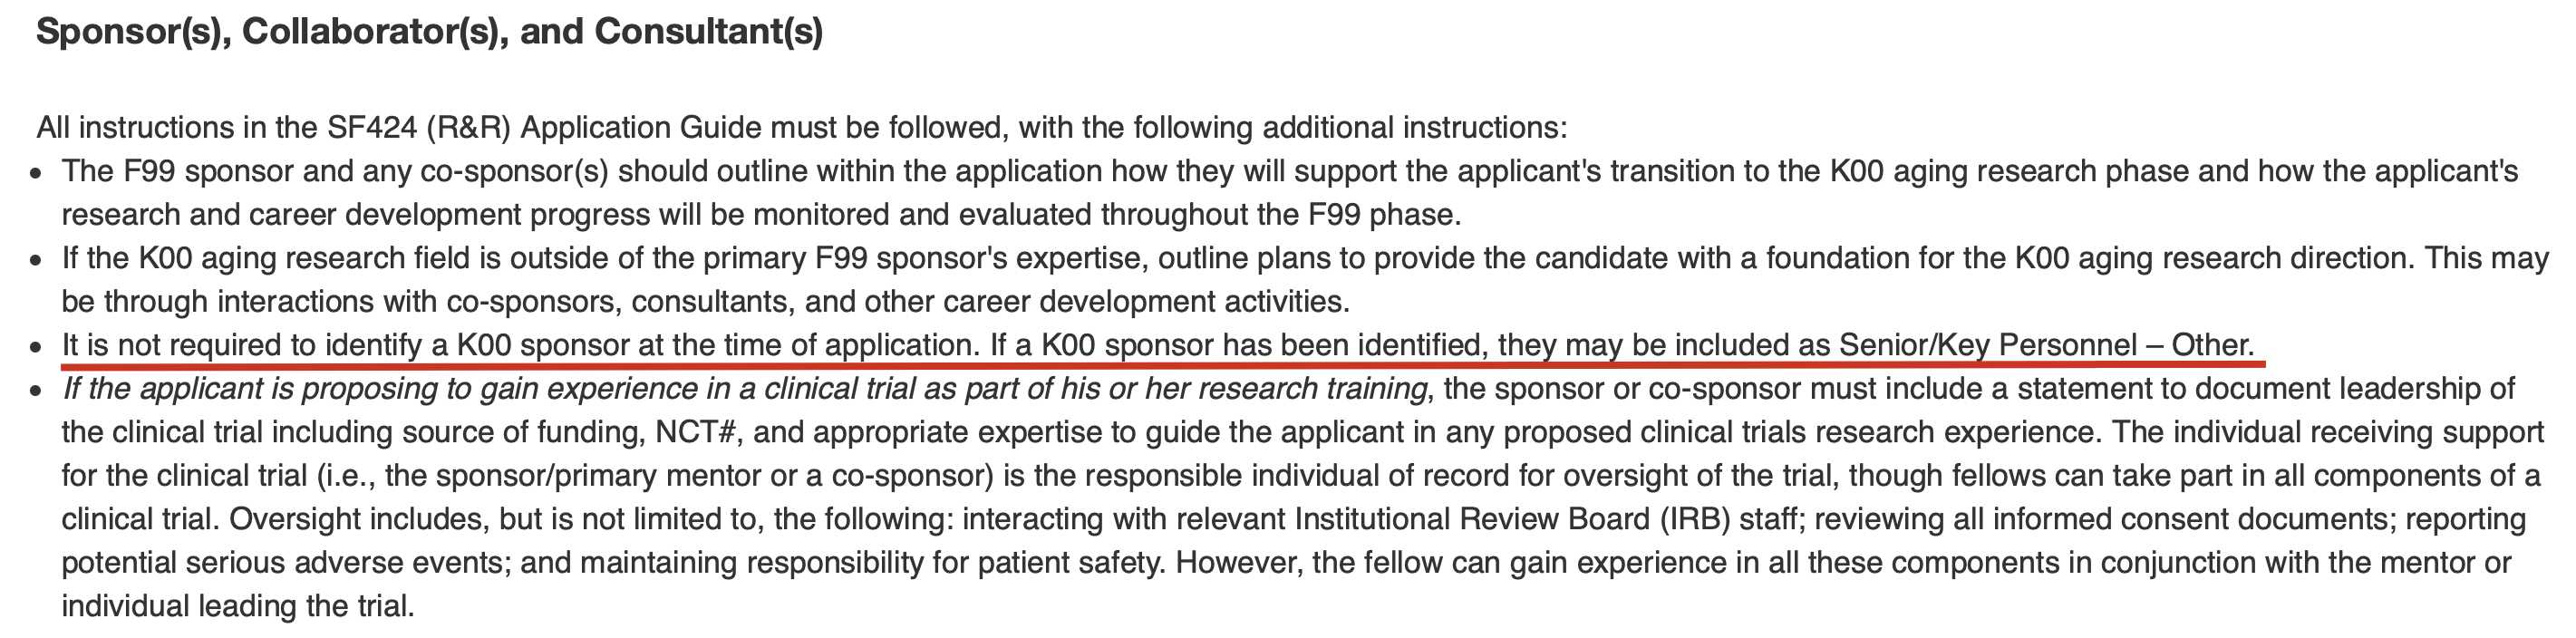 Sponsor(s), Collaborator(s), and Consultant(s)
All instructions in the SF424 (R&R) Application Guide must be followed, with the following additional instructions:
• The F99 sponsor and any co-sponsor(s) should outline within the application how they will support the applicant's transition to the K00 aging research phase and how the applicant's
research and career development progress will be monitored and evaluated throughout the F99 phase.
• If the K00 aging research field is outside of the primary F99 sponsor's expertise, outline plans to provide the candidate with a foundation for the K00 aging research direction. This may
be through interactions with co-sponsors, consultants, and other career development activities.
• It is not required to identify a K00 sponsor at the time of application. If a K00 sponsor has been identified, they may be included as Senior/Key Personnel – Other.
• If the applicant is proposing to gain experience in a clinical trial as part of his or her research training, the sponsor or co-sponsor must include a statement to document leadership of
the clinical trial including source of funding, NCT#, and appropriate expertise to guide the applicant in any proposed clinical trials research experience. The individual receiving support
for the clinical trial (i.e., the sponsor/primary mentor or a co-sponsor) is the responsible individual of record for oversight of the trial, though fellows can take part in all components of a
clinical trial. Oversight includes, but is not limited to, the following: interacting with relevant Institutional Review Board (IRB) staff; reviewing all informed consent documents; reporting
potential serious adverse events; and maintaining responsibility for patient safety. However, the fellow can gain experience in all these components in conjunction with the mentor or
individual leading the trial.